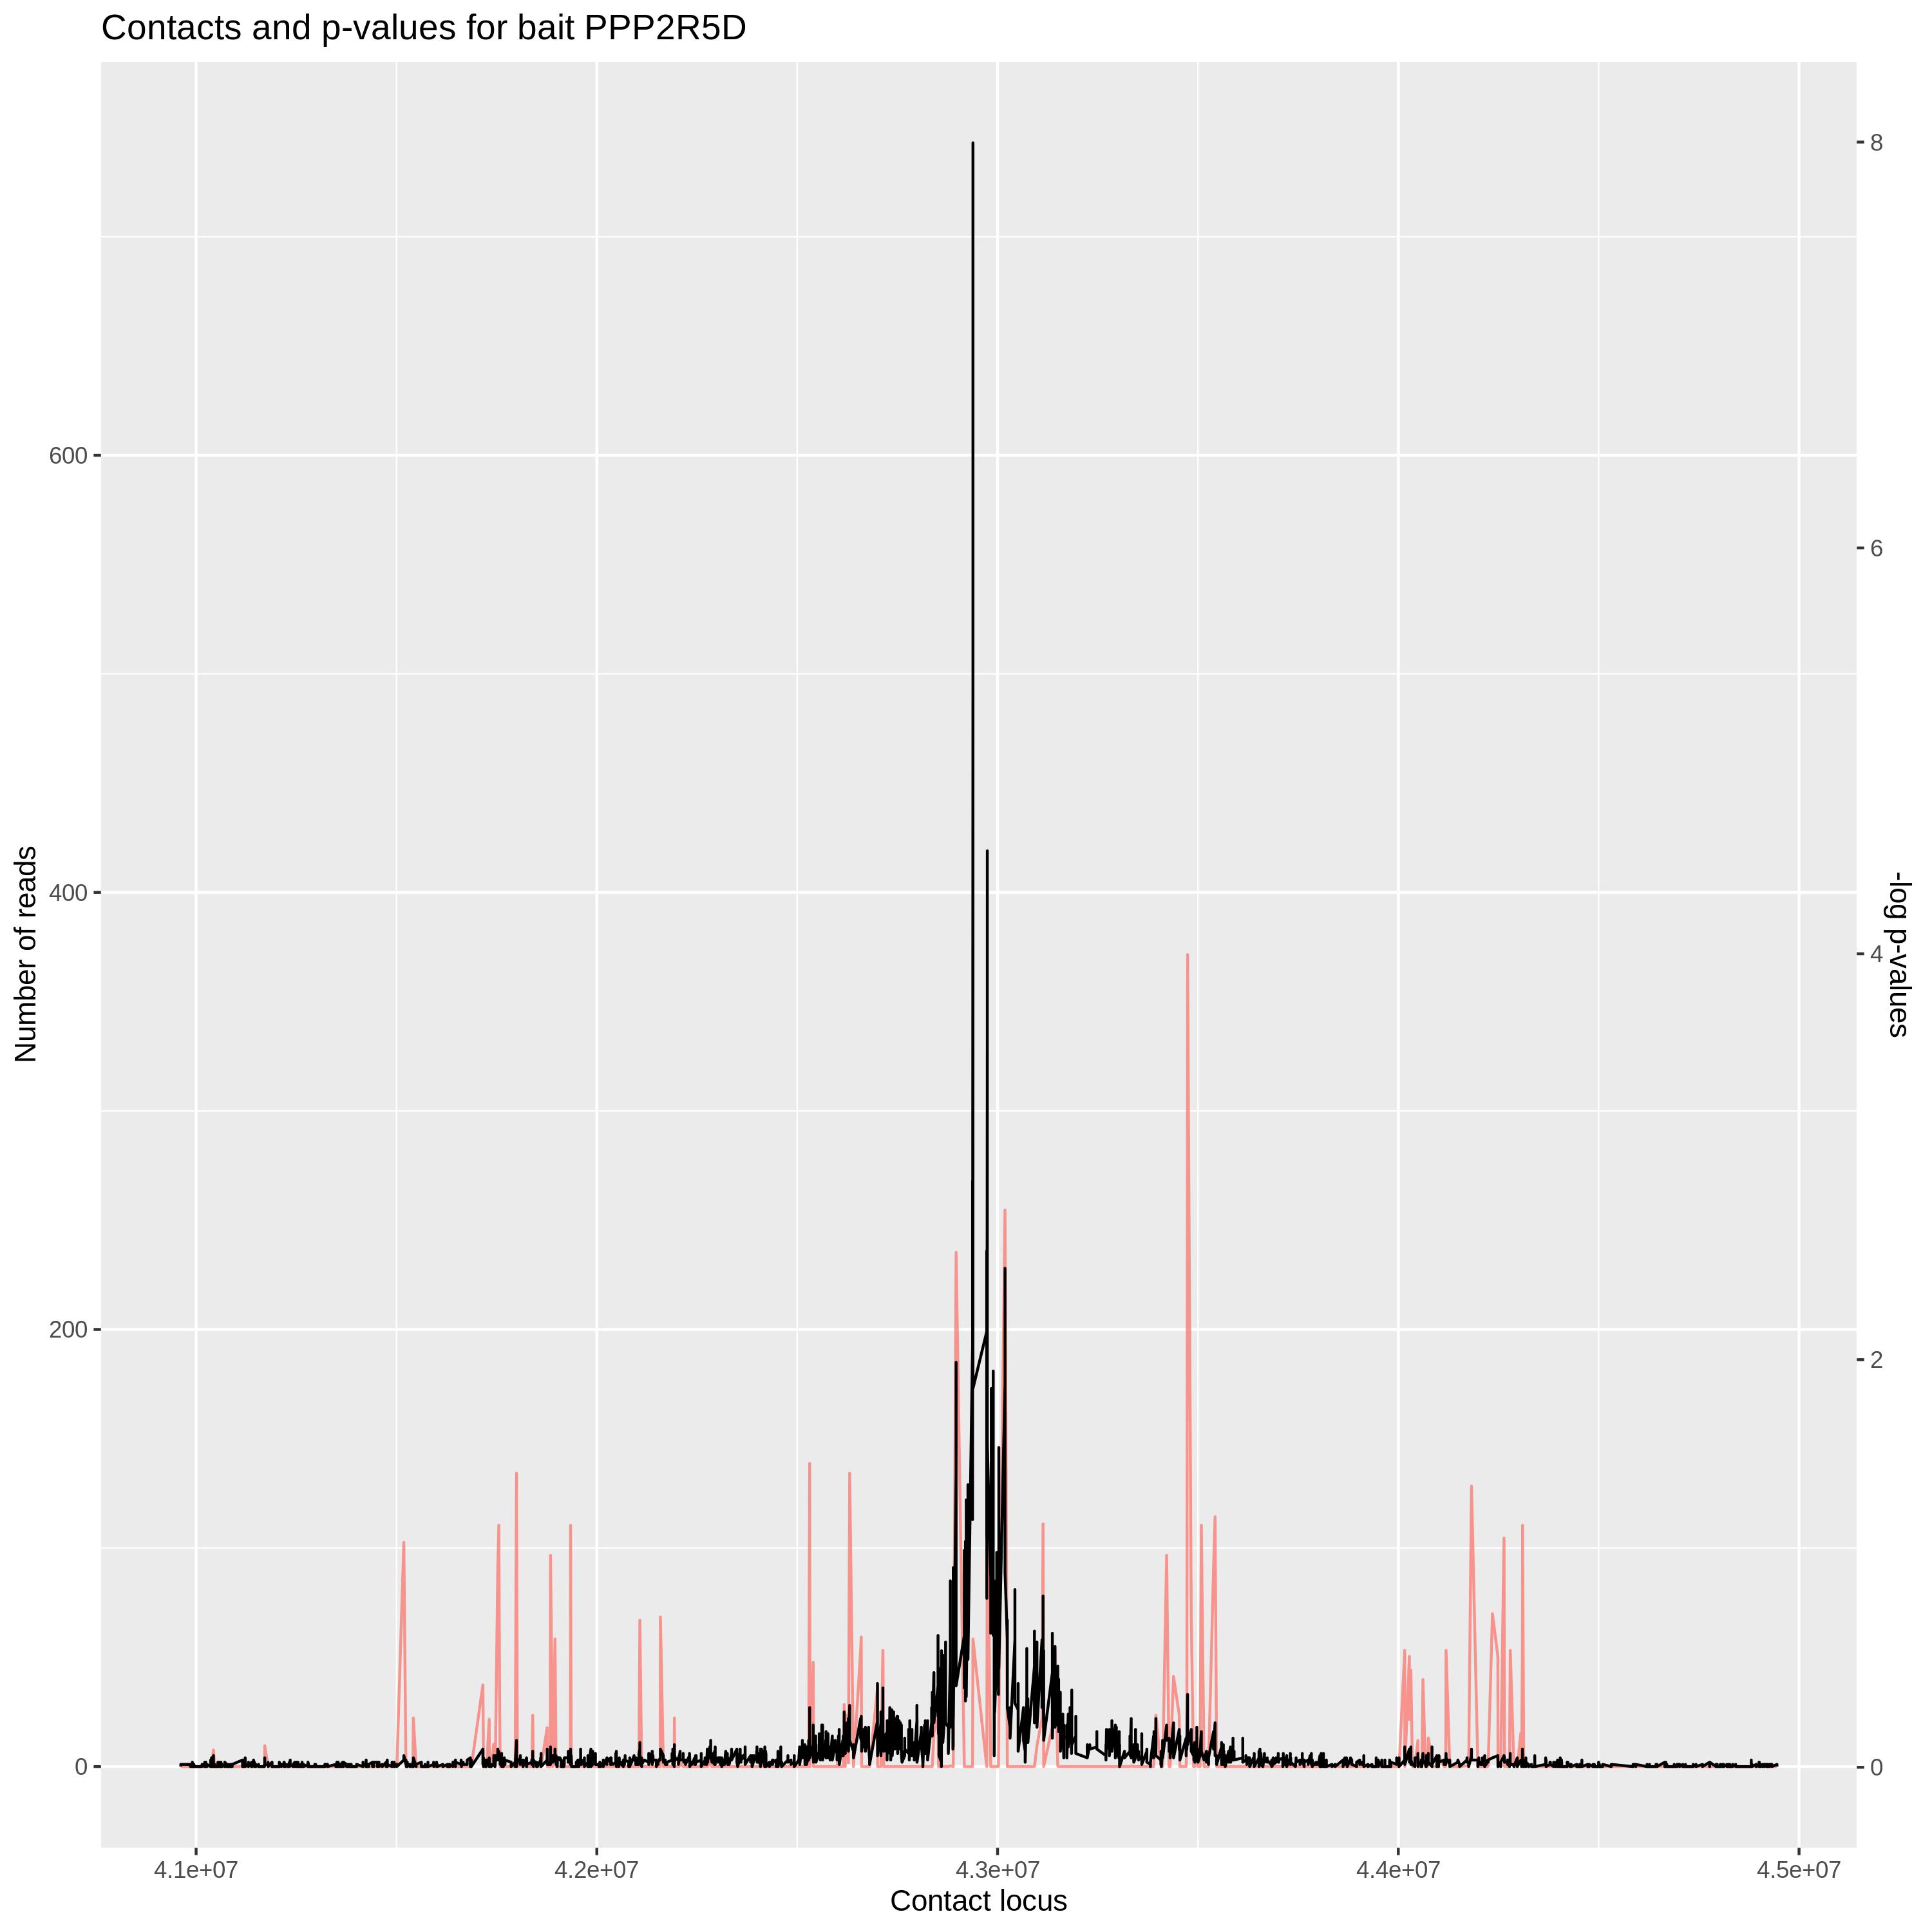 Contacts and p-values for bait PPP2R5D
Number of reads
600
400
200
0
8
6
4
2
0
-log p-values
4.1e+07
4.2e+07
4.3e+07
4.4e+07
4.5e+07
Contact locus